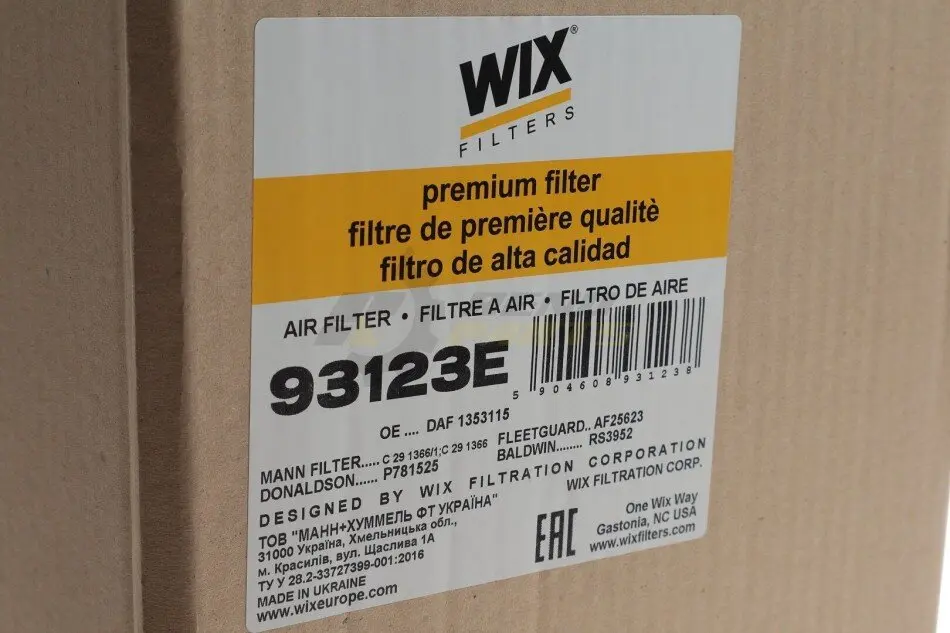 WIX®
FILTERS
premium filter
filtre de première qualitè
filtro de alta calidad
AIR FILTER • FILTRE A AIR • FILTRO DE AIRE
93123E
5 904608 931238
OE .... DAF 1353115
MANN FILTER..... C 29 1366/1;C 29 1366
DONALDSON...... P781525
FLEETGUARD.. AF25623
BALDWIN........ RS3952
DESIGNED BY WIX FILTRATION CORPORATION
WIX FILTRATION CORP.
ТОВ "МАНН+ХУММЕЛЬ ФТ УКРАЇНА"
31000 Україна, Хмельницька обл.,
м. Красилів, вул. Щаслива 1А
ТУ У 28.2-33727399-001:2016
MADE IN UKRAINE
www.wixeurope.com
EAC
One Wix Way
Gastonia, NC USA
www.wixfilters.com